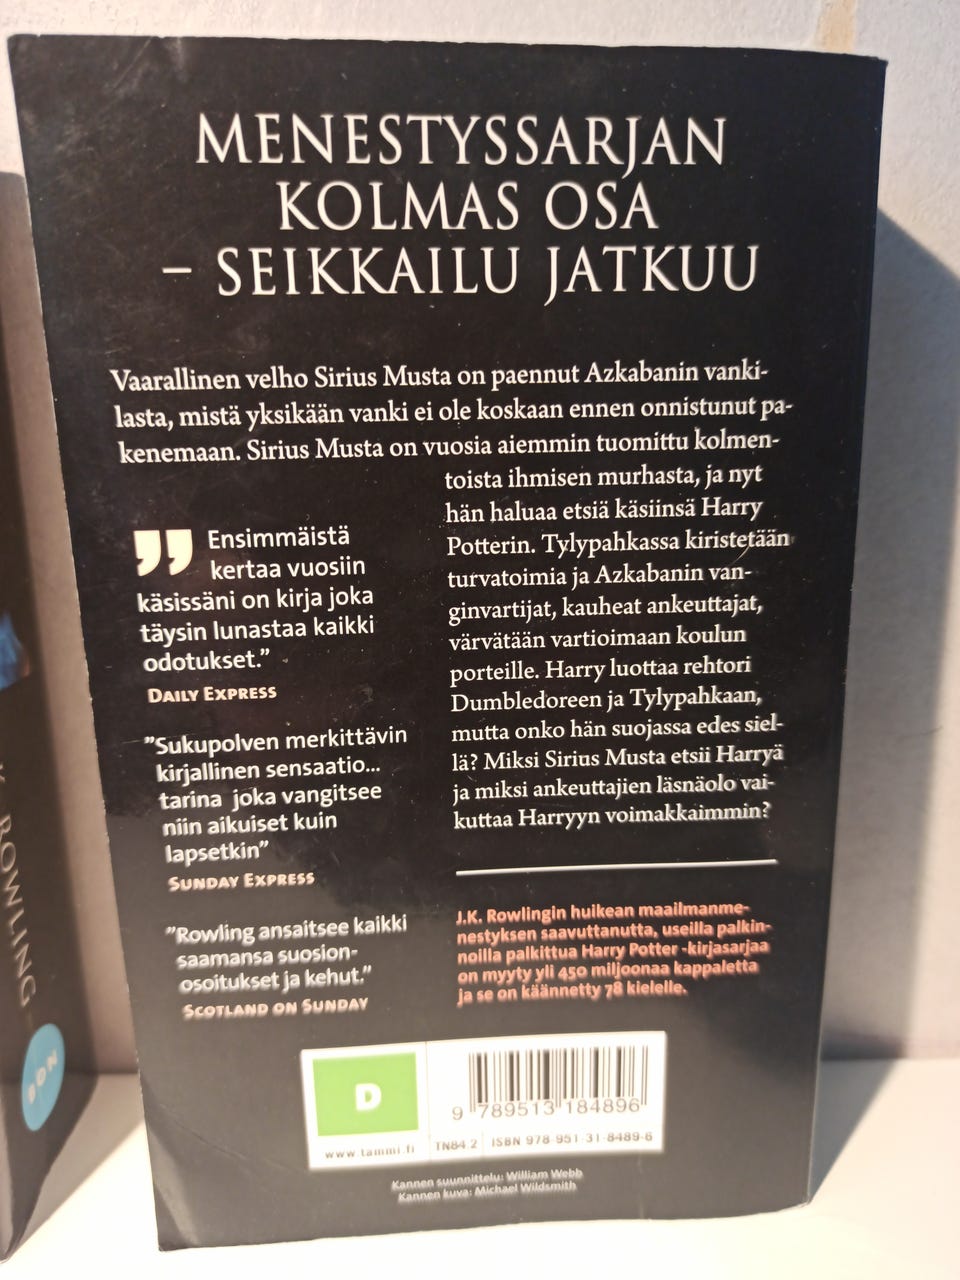 MENESTYSSARJAN
KOLMAS OSA
– SEIKKAILU JATKUU
Vaarallinen velho Sirius Musta on paennut Azkabanin vanki-
lasta, mistä yksikään vanki ei ole koskaan ennen onnistunut pa-
kenemaan. Sirius Musta on vuosia aiemmin tuomittu kolmen-
toista ihmisen murhasta, ja nyt
hän haluaa etsiä käsiinsä Harry
Potterin. Tylypahkassa kiristetään
turvatoimia ja Azkabanin van-
ginvartijat, kauheat ankeuttajat,
värvätään vartioimaan koulun
porteille. Harry luottaa rehtori
Dumbledoreen ja Tylypahkaan,
mutta onko hän suojassa edes siel-
lä? Miksi Sirius Musta etsii Harryä
ja miksi ankeuttajien läsnäolo vai-
kuttaa Harryyn voimakkaimmin?
” Ensimmäistä
kertaa vuosiin
käsissäni on kirja joka
täysin lunastaa kaikki
odotukset.”
DAILY EXPRESS
”Sukupolven merkittävin
kirjallinen sensaatio...
tarina joka vangitsee
niin aikuiset kuin
lapsetkin”
SUNDAY EXPRESS
”Rowling ansaitsee kaikki
saamansa suosion-
osoitukset ja kehut.”
SCOTLAND ON SUNDAY
J.K. Rowlingin huikean maailmanme-
nestyksen saavuttanutta, useilla palkin-
noilla palkittua Harry Potter -kirjasarjaa
on myyty yli 450 miljoonaa kappaletta
ja se on käännetty 78 kielelle.
D
9 789513 184896
www.tammi.fi
TN84.2
ISBN 978-951-31-8489-6
Kannen suunnittelu: William Webb
Kannen kuva: Michael Wildsmith
K. ROWLING
BON